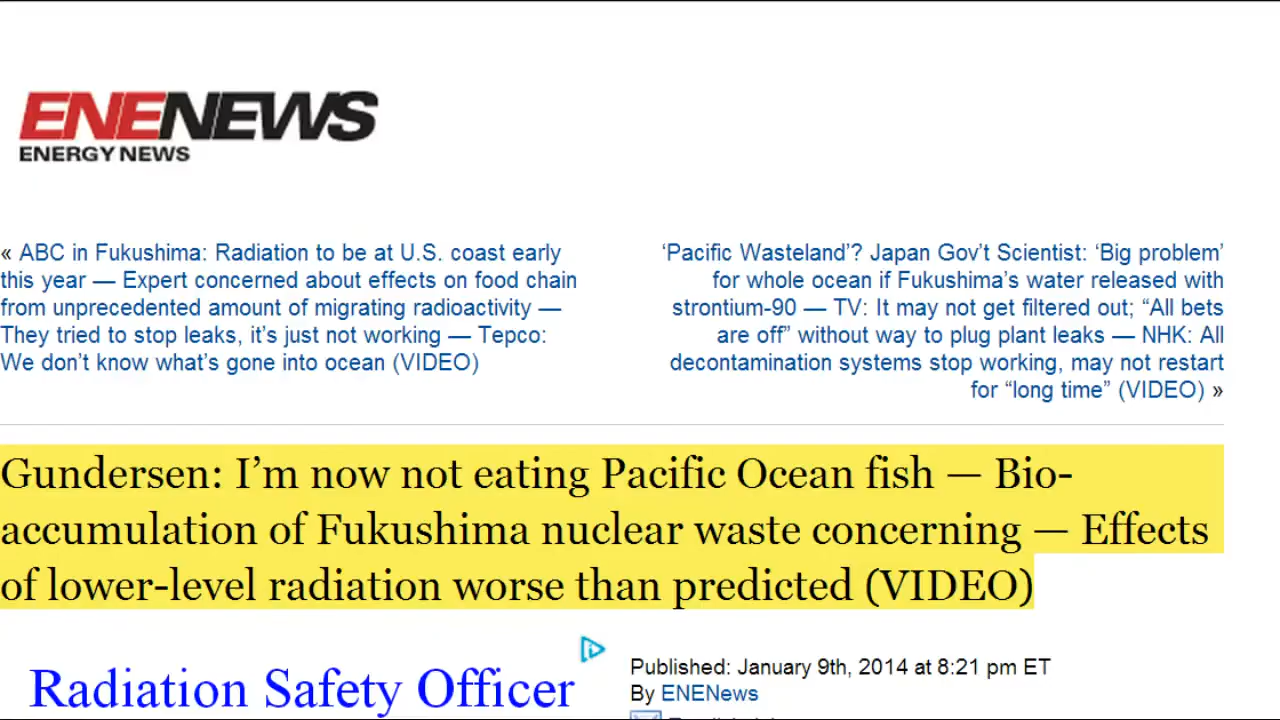 ENENEWS
ENERGY NEWS
« ABC in Fukushima: Radiation to be at U.S. coast early
this year — Expert concerned about effects on food chain
from unprecedented amount of migrating radioactivity —
They tried to stop leaks, it’s just not working — Tepco:
We don’t know what’s gone into ocean (VIDEO)
‘Pacific Wasteland’? Japan Gov’t Scientist: ‘Big problem’
for whole ocean if Fukushima’s water released with
strontium-90 — TV: It may not get filtered out; “All bets
are off” without way to plug plant leaks — NHK: All
decontamination systems stop working, may not restart
for “long time” (VIDEO) »
Gundersen: I’m now not eating Pacific Ocean fish — Bio-
accumulation of Fukushima nuclear waste concerning — Effects
of lower-level radiation worse than predicted (VIDEO)
Radiation Safety Officer
Published: January 9th, 2014 at 8:21 pm ET
By ENENews